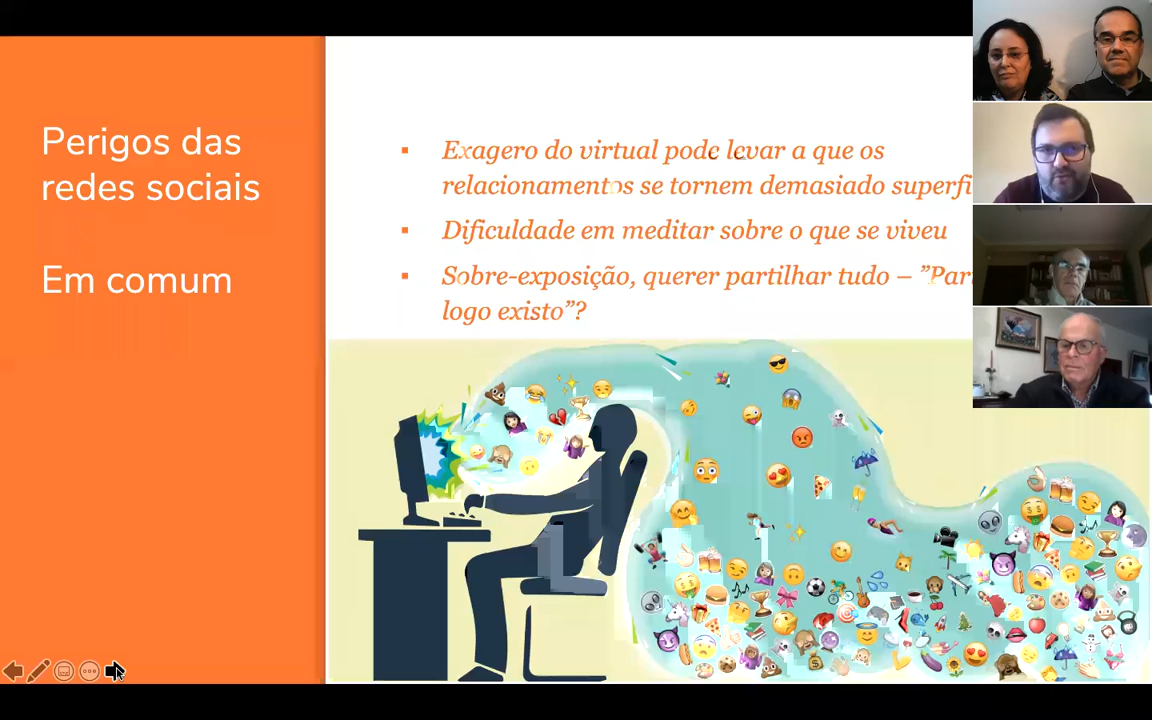 Perigos das
redes sociais
Em comum
Exagero do virtual pode levar a que os
relacionamentos se tornem demasiado
Dificuldade em meditar sobre o que se viveu
Sobre-exposição, querer partilhar tudo –
logo existo”?